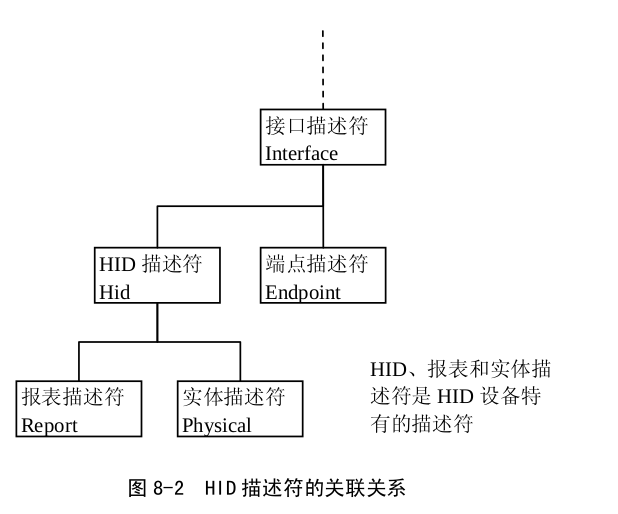 接口描述符
Interface
HID 描述符
Hid
端点描述符
Endpoint
报表描述符
Report
实体描述符
Physical
HID、报表和实体描
述符是 HID 设备特
有的描述符
图 8-2 HID描述符的关联关系